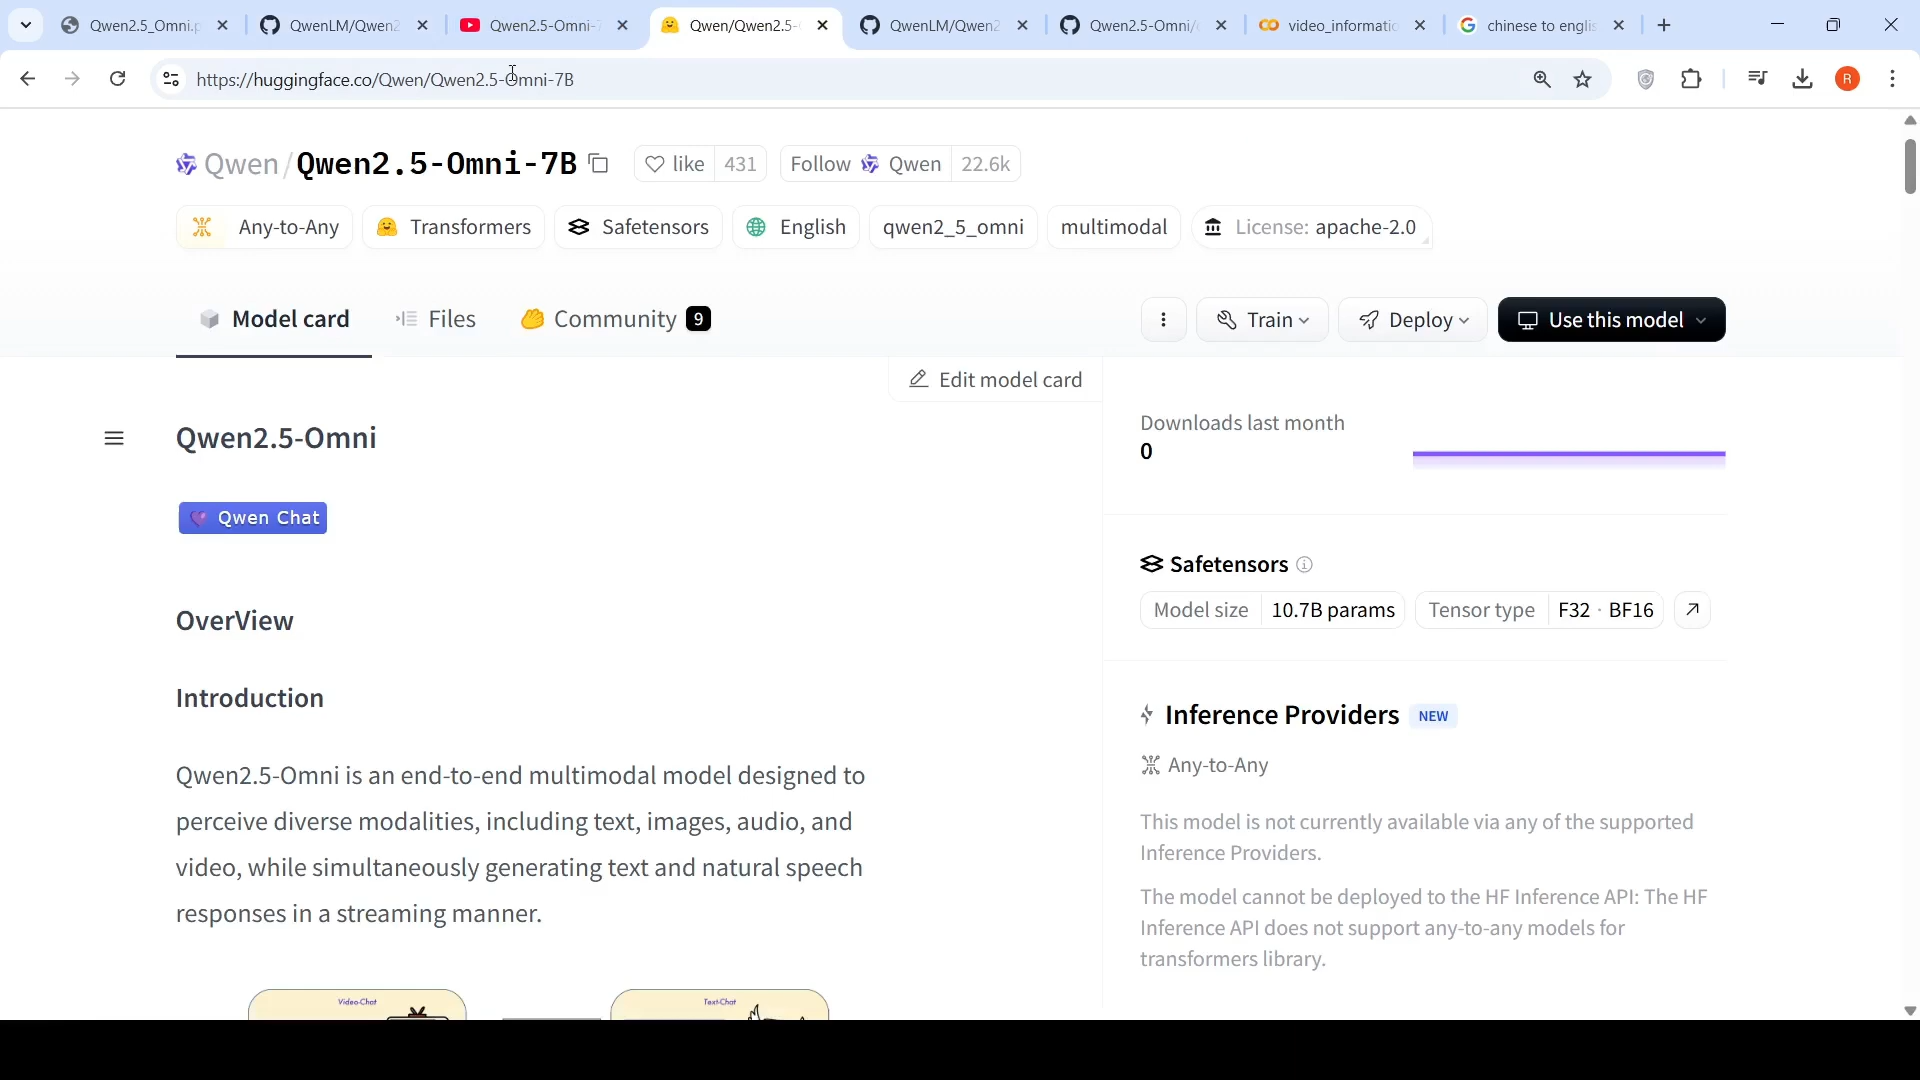 Qwen2.5_Omni.p
QwenLM/Qwen2
Qwen2.5-Omni-7
Qwen/Qwen2.5-
QwenLM/Qwen2
Qwen2.5-Omni/
video_informatic
chinese to englis
https://huggingface.co/Qwen/Qwen2.5-Omni-7B
R
Qwen/Qwen2.5-Omni-7B
like 431
Follow Qwen 22.6k
Any-to-Any
Transformers
Safetensors
English
qwen2_5_omni
multimodal
License: apache-2.0
Model card
Files
Community 9
Train
Deploy
Use this model
Edit model card
Qwen2.5-Omni
Qwen Chat
OverView
Introduction
Qwen2.5-Omni is an end-to-end multimodal model designed to
perceive diverse modalities, including text, images, audio, and
video, while simultaneously generating text and natural speech
responses in a streaming manner.
Video-Chat
Text-Chat
Downloads last month
0
Safetensors
Model size 10.7B params
Tensor type F32 · BF16
Inference Providers NEW
Any-to-Any
This model is not currently available via any of the supported
Inference Providers.
The model cannot be deployed to the HF Inference API: The HF
Inference API does not support any-to-any models for
transformers library.